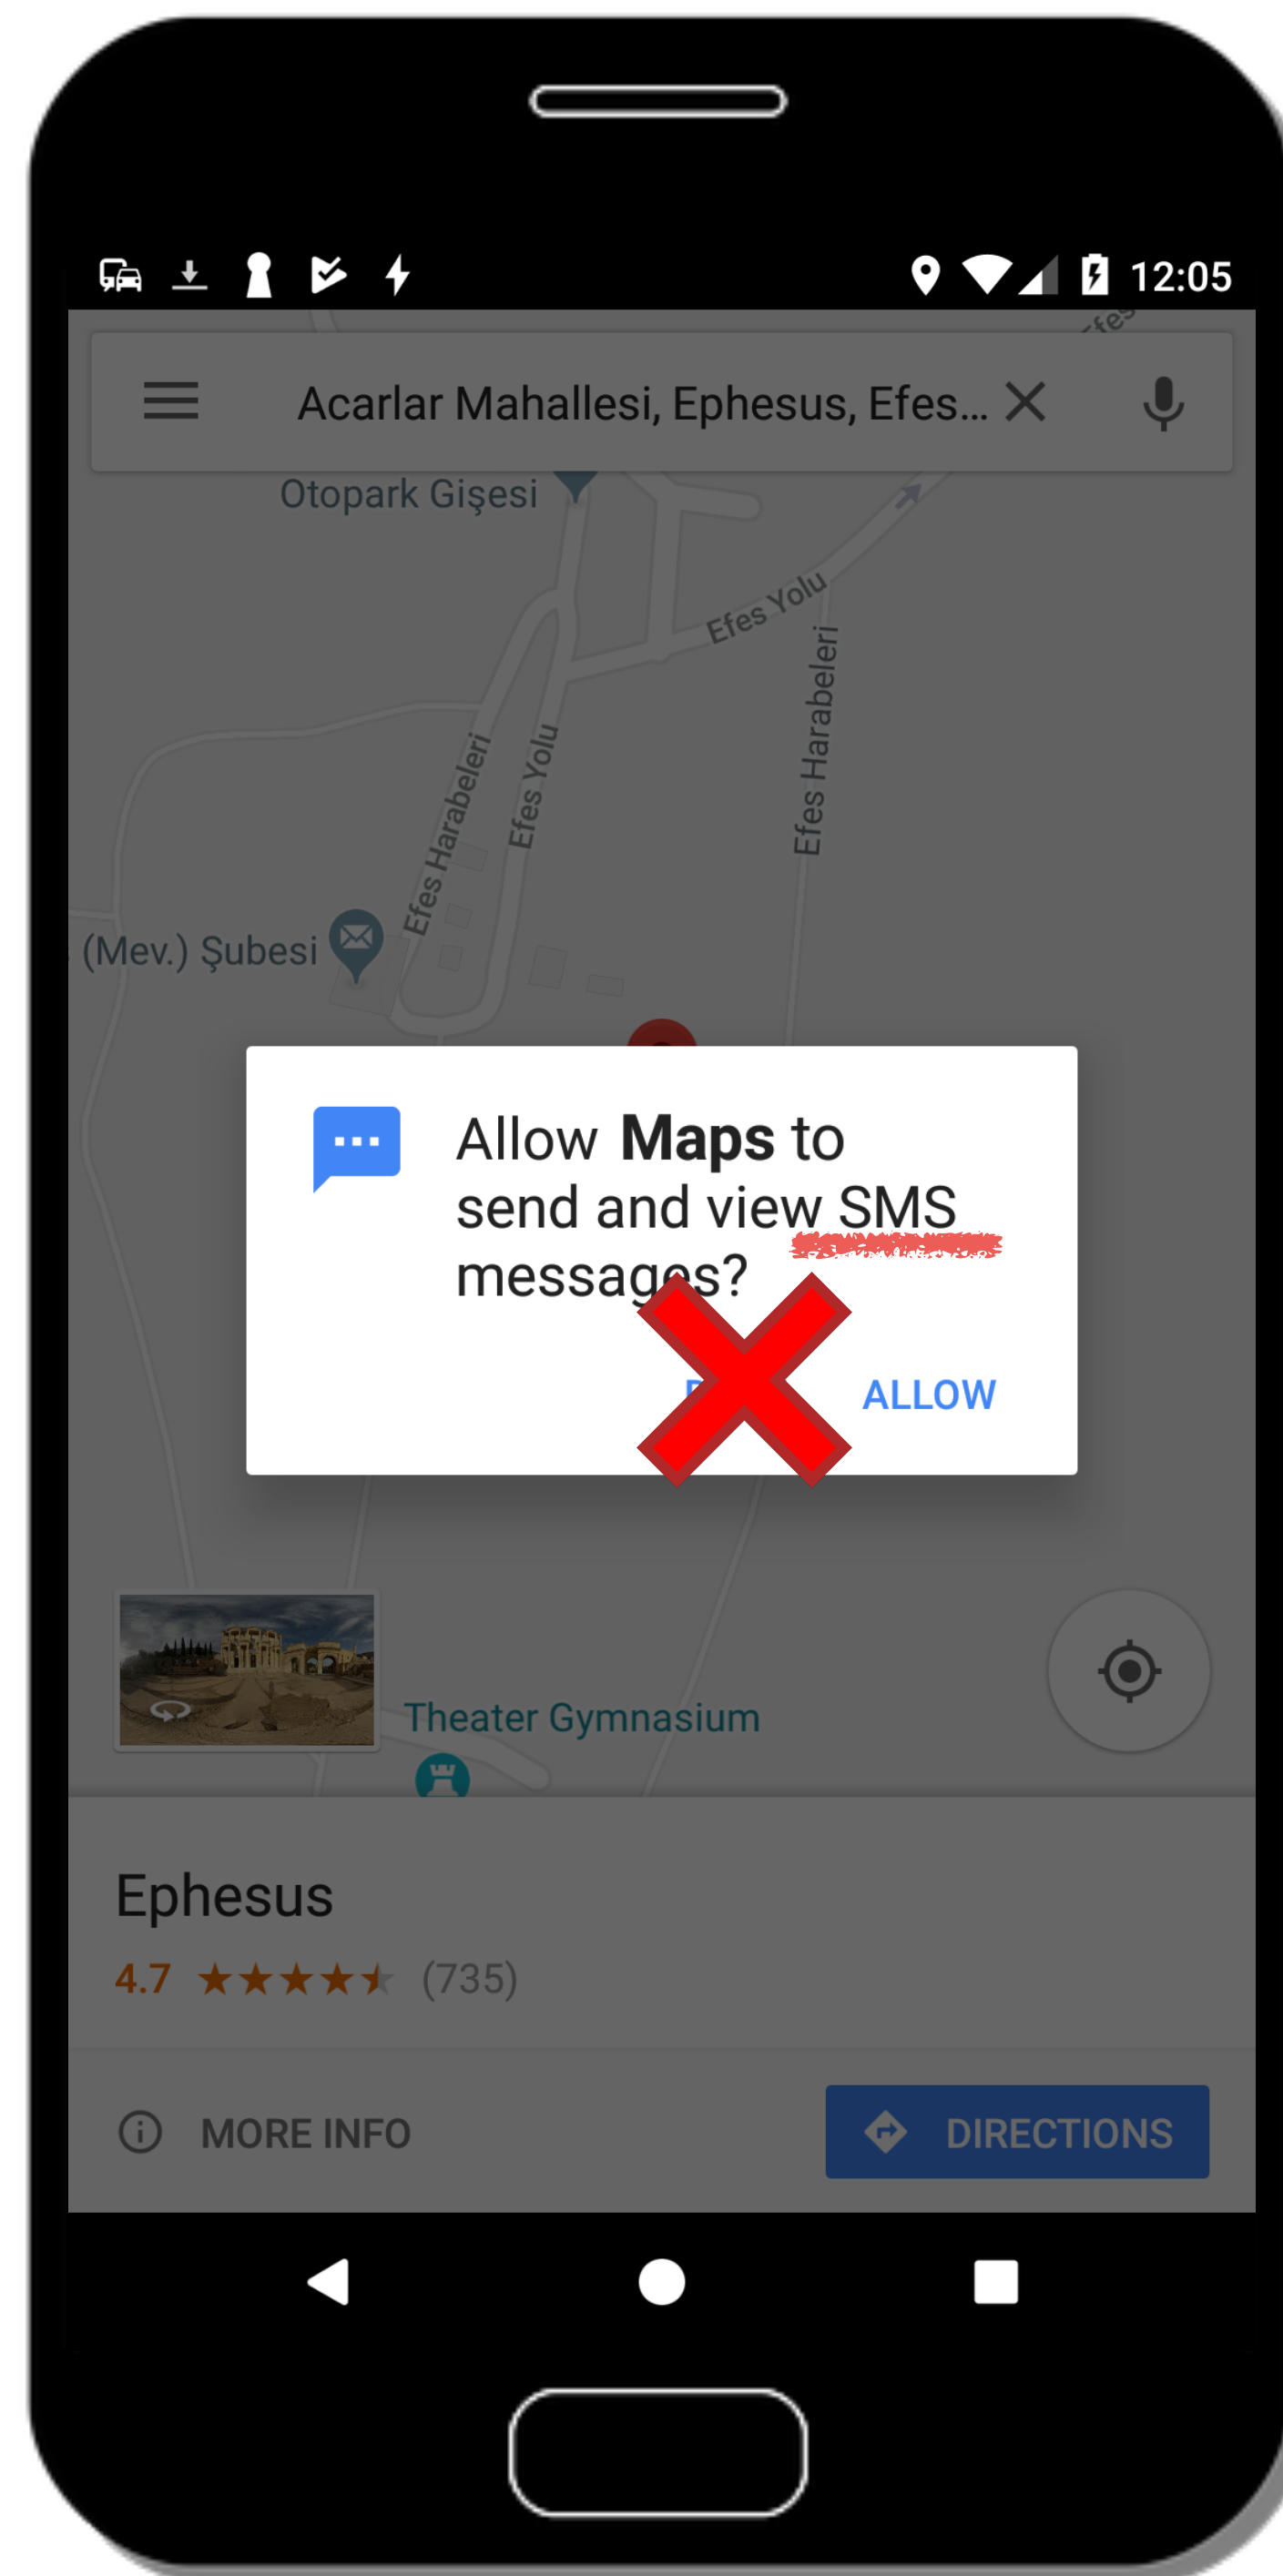 12:05
Efes
Acarlar Mahallesi, Ephesus, Efes...
Otopark Gişesi
Efes Yolu
Efes Harabeleri
Efes Harabeleri
Efes Yolu
(Mev.) Şubesi
Allow Maps to
send and view SMS
messages?
ALLOW
Theater Gymnasium
Ephesus
4.7 (735)
MORE INFO
DIRECTIONS